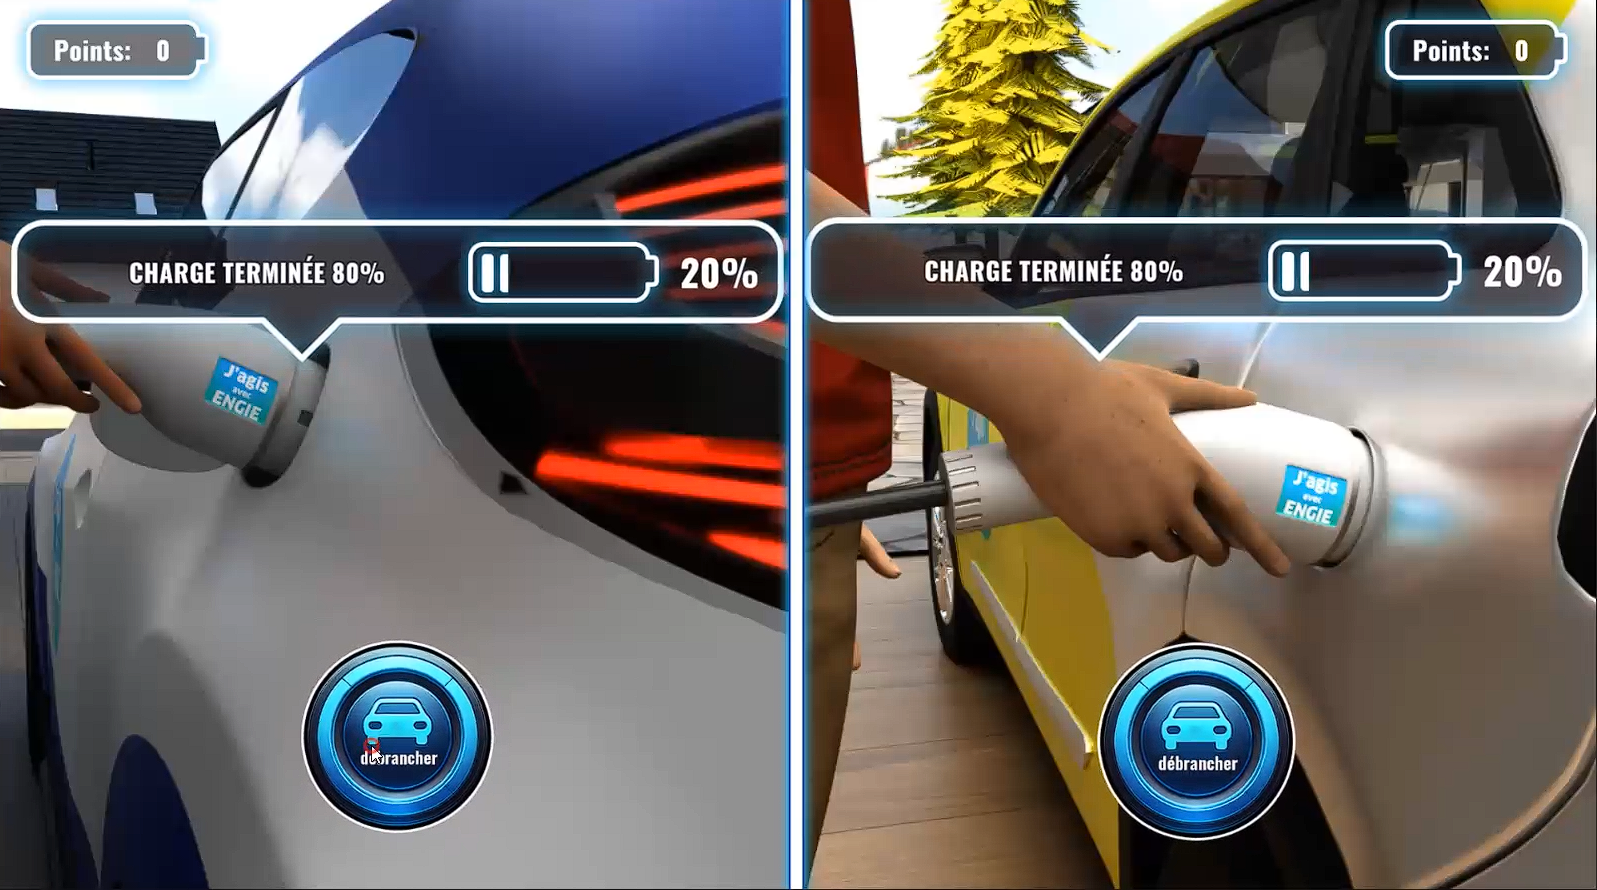 Points: 0
CHARGE TERMINÉE 80%
20%
J'agis
avec
ENGIE
débrancher
Points: 0
CHARGE TERMINÉE 80%
20%
J'agis
avec
ENGIE
débrancher